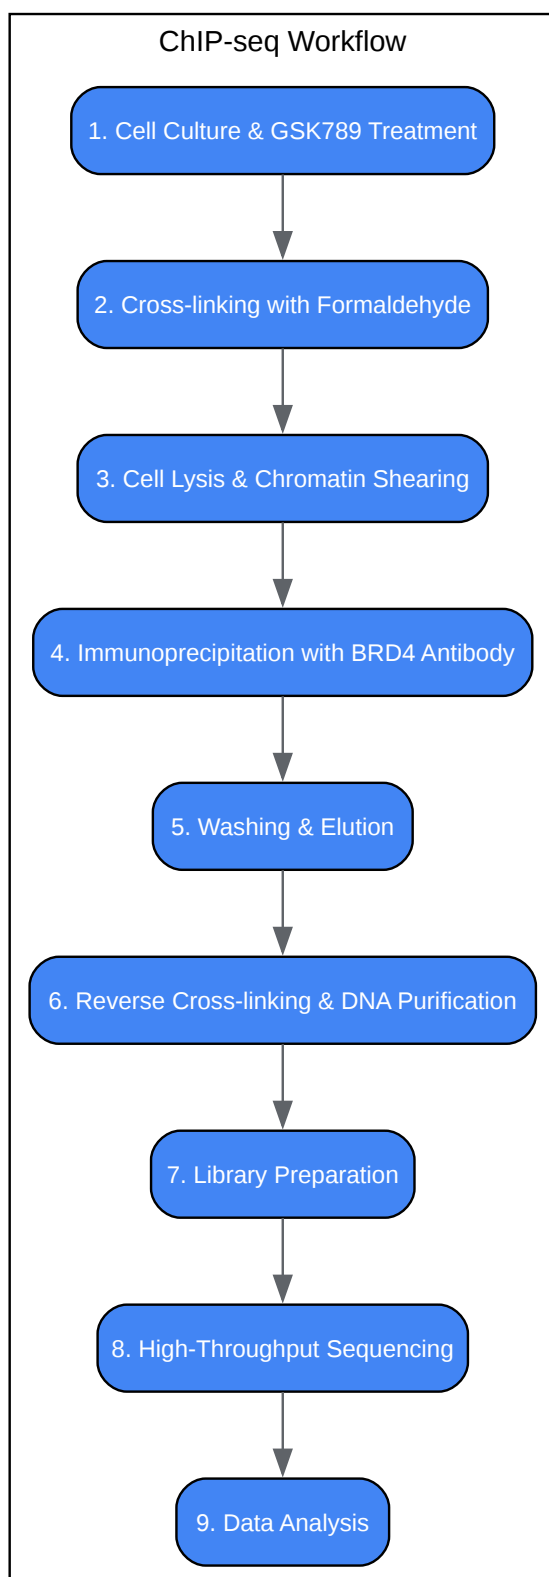 ChIP-seq Workflow
1. Cell Culture & GSK789 Treatment
2. Cross-linking with Formaldehyde
3. Cell Lysis & Chromatin Shearing
4. Immunoprecipitation with BRD4 Antibody
5. Washing & Elution
6. Reverse Cross-linking & DNA Purification
7. Library Preparation
8. High-Throughput Sequencing
9. Data Analysis